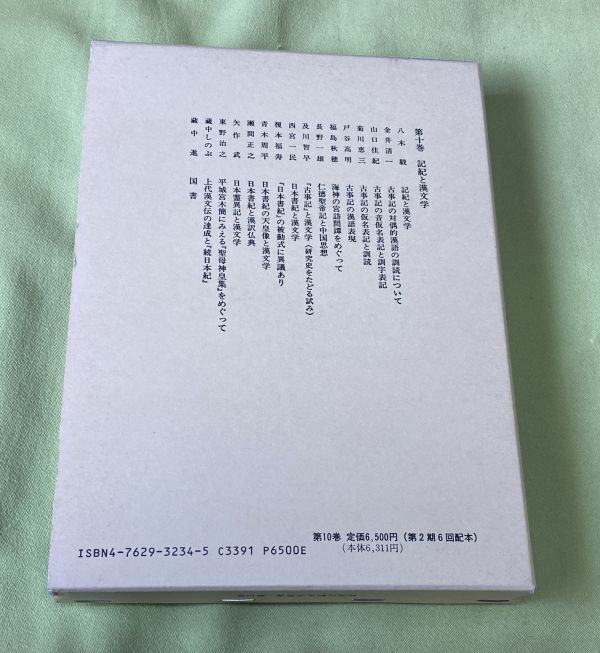 第十巻　記紀と漢文学
八木　毅　記紀と漢文学
金井清一　古事記の対偶的漢語の訓読について
山口佳紀　古事記の音仮名表記と訓字表記
菊川恵三　古事記の仮名表記と訓読
戸谷高明　古事記の漢語表現
福島秋穂　海神の宮訪問譚をめぐって
長野一雄　仁徳聖帝記と中国思想
及川智早　『古事記』と漢文学（研究史をたどる試み）
西宮一民　日本書紀と漢文学
榎本福寿　『日本書紀』の被動式に異議あり
青木周平　日本書紀の天皇像と漢文学
瀬間正之　日本書紀と漢訳仏典
矢作　武　日本霊異記と漢文学
東野治之　平城宮木簡にみえる『聖母神皇集』をめぐって
蔵中しのぶ　上代漢文伝の達成と『続日本紀』
蔵中　進　国書
第10巻　定価6,500円（第2期6回配本）
（本体6,311円）
ISBN4-7629-3234-5 C3391 P6500E